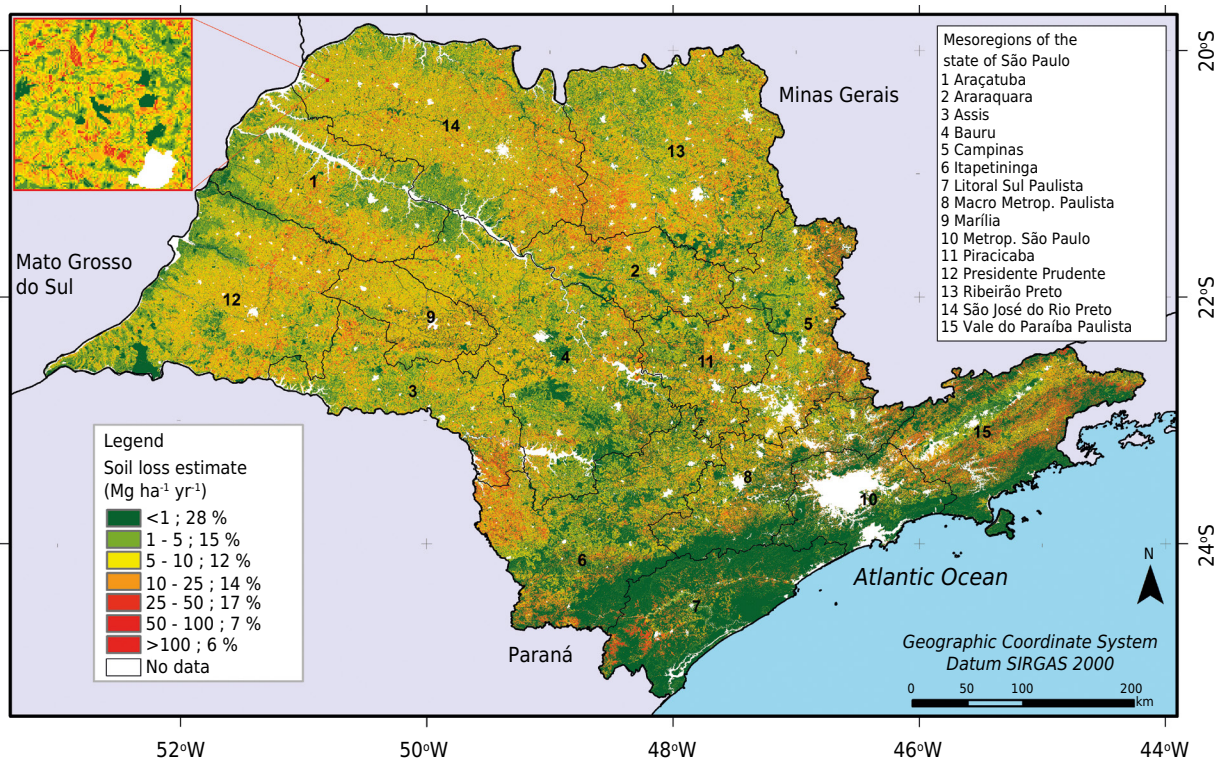 Mesoregions of the
state of São Paulo
1 Araçatuba
2 Araraquara
3 Assis
4 Bauru
5 Campinas
6 Itapetininga
7 Litoral Sul Paulista
8 Macro Metrop. Paulista
9 Marília
10 Metrop. São Paulo
11 Piracicaba
12 Presidente Prudente
13 Ribeirão Preto
14 São José do Rio Preto
15 Vale do Paraíba Paulista
20°S
22°S
24°S
Minas Gerais
Mato Grosso
do Sul
14
13
1
2
12
9
5
4
11
3
15
8
10
6
7
Legend
Soil loss estimate
(Mg ha⁻¹ yr⁻¹)
<1 ; 28 %
1 - 5 ; 15 %
5 - 10 ; 12 %
10 - 25 ; 14 %
25 - 50 ; 17 %
50 - 100 ; 7 %
>100 ; 6 %
No data
Paraná
Atlantic Ocean
N
Geographic Coordinate System
Datum SIRGAS 2000
0 50 100 200
km
52°W 50°W 48°W 46°W 44°W